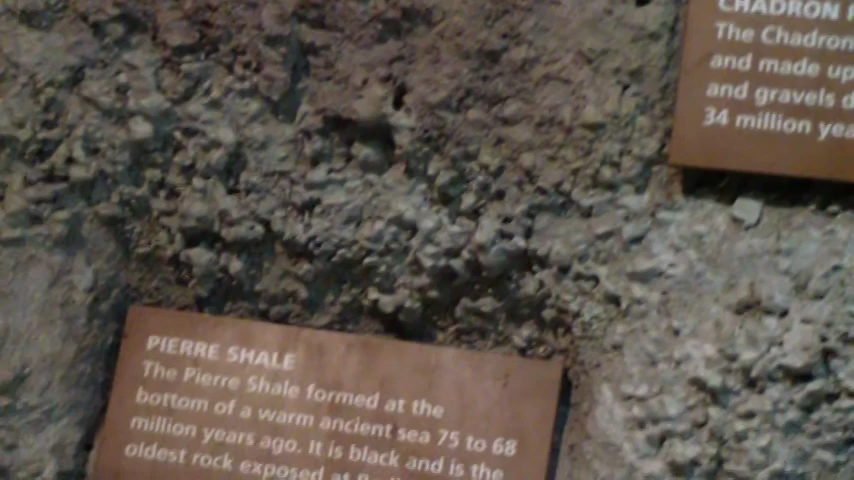 CHADRON
The Chadron
and made up
and gravels
34 million
PIERRE SHALE
The Pierre Shale formed at the
bottom of a warm ancient sea 75 to 68
million years ago. It is black and is the
oldest rock exposed at